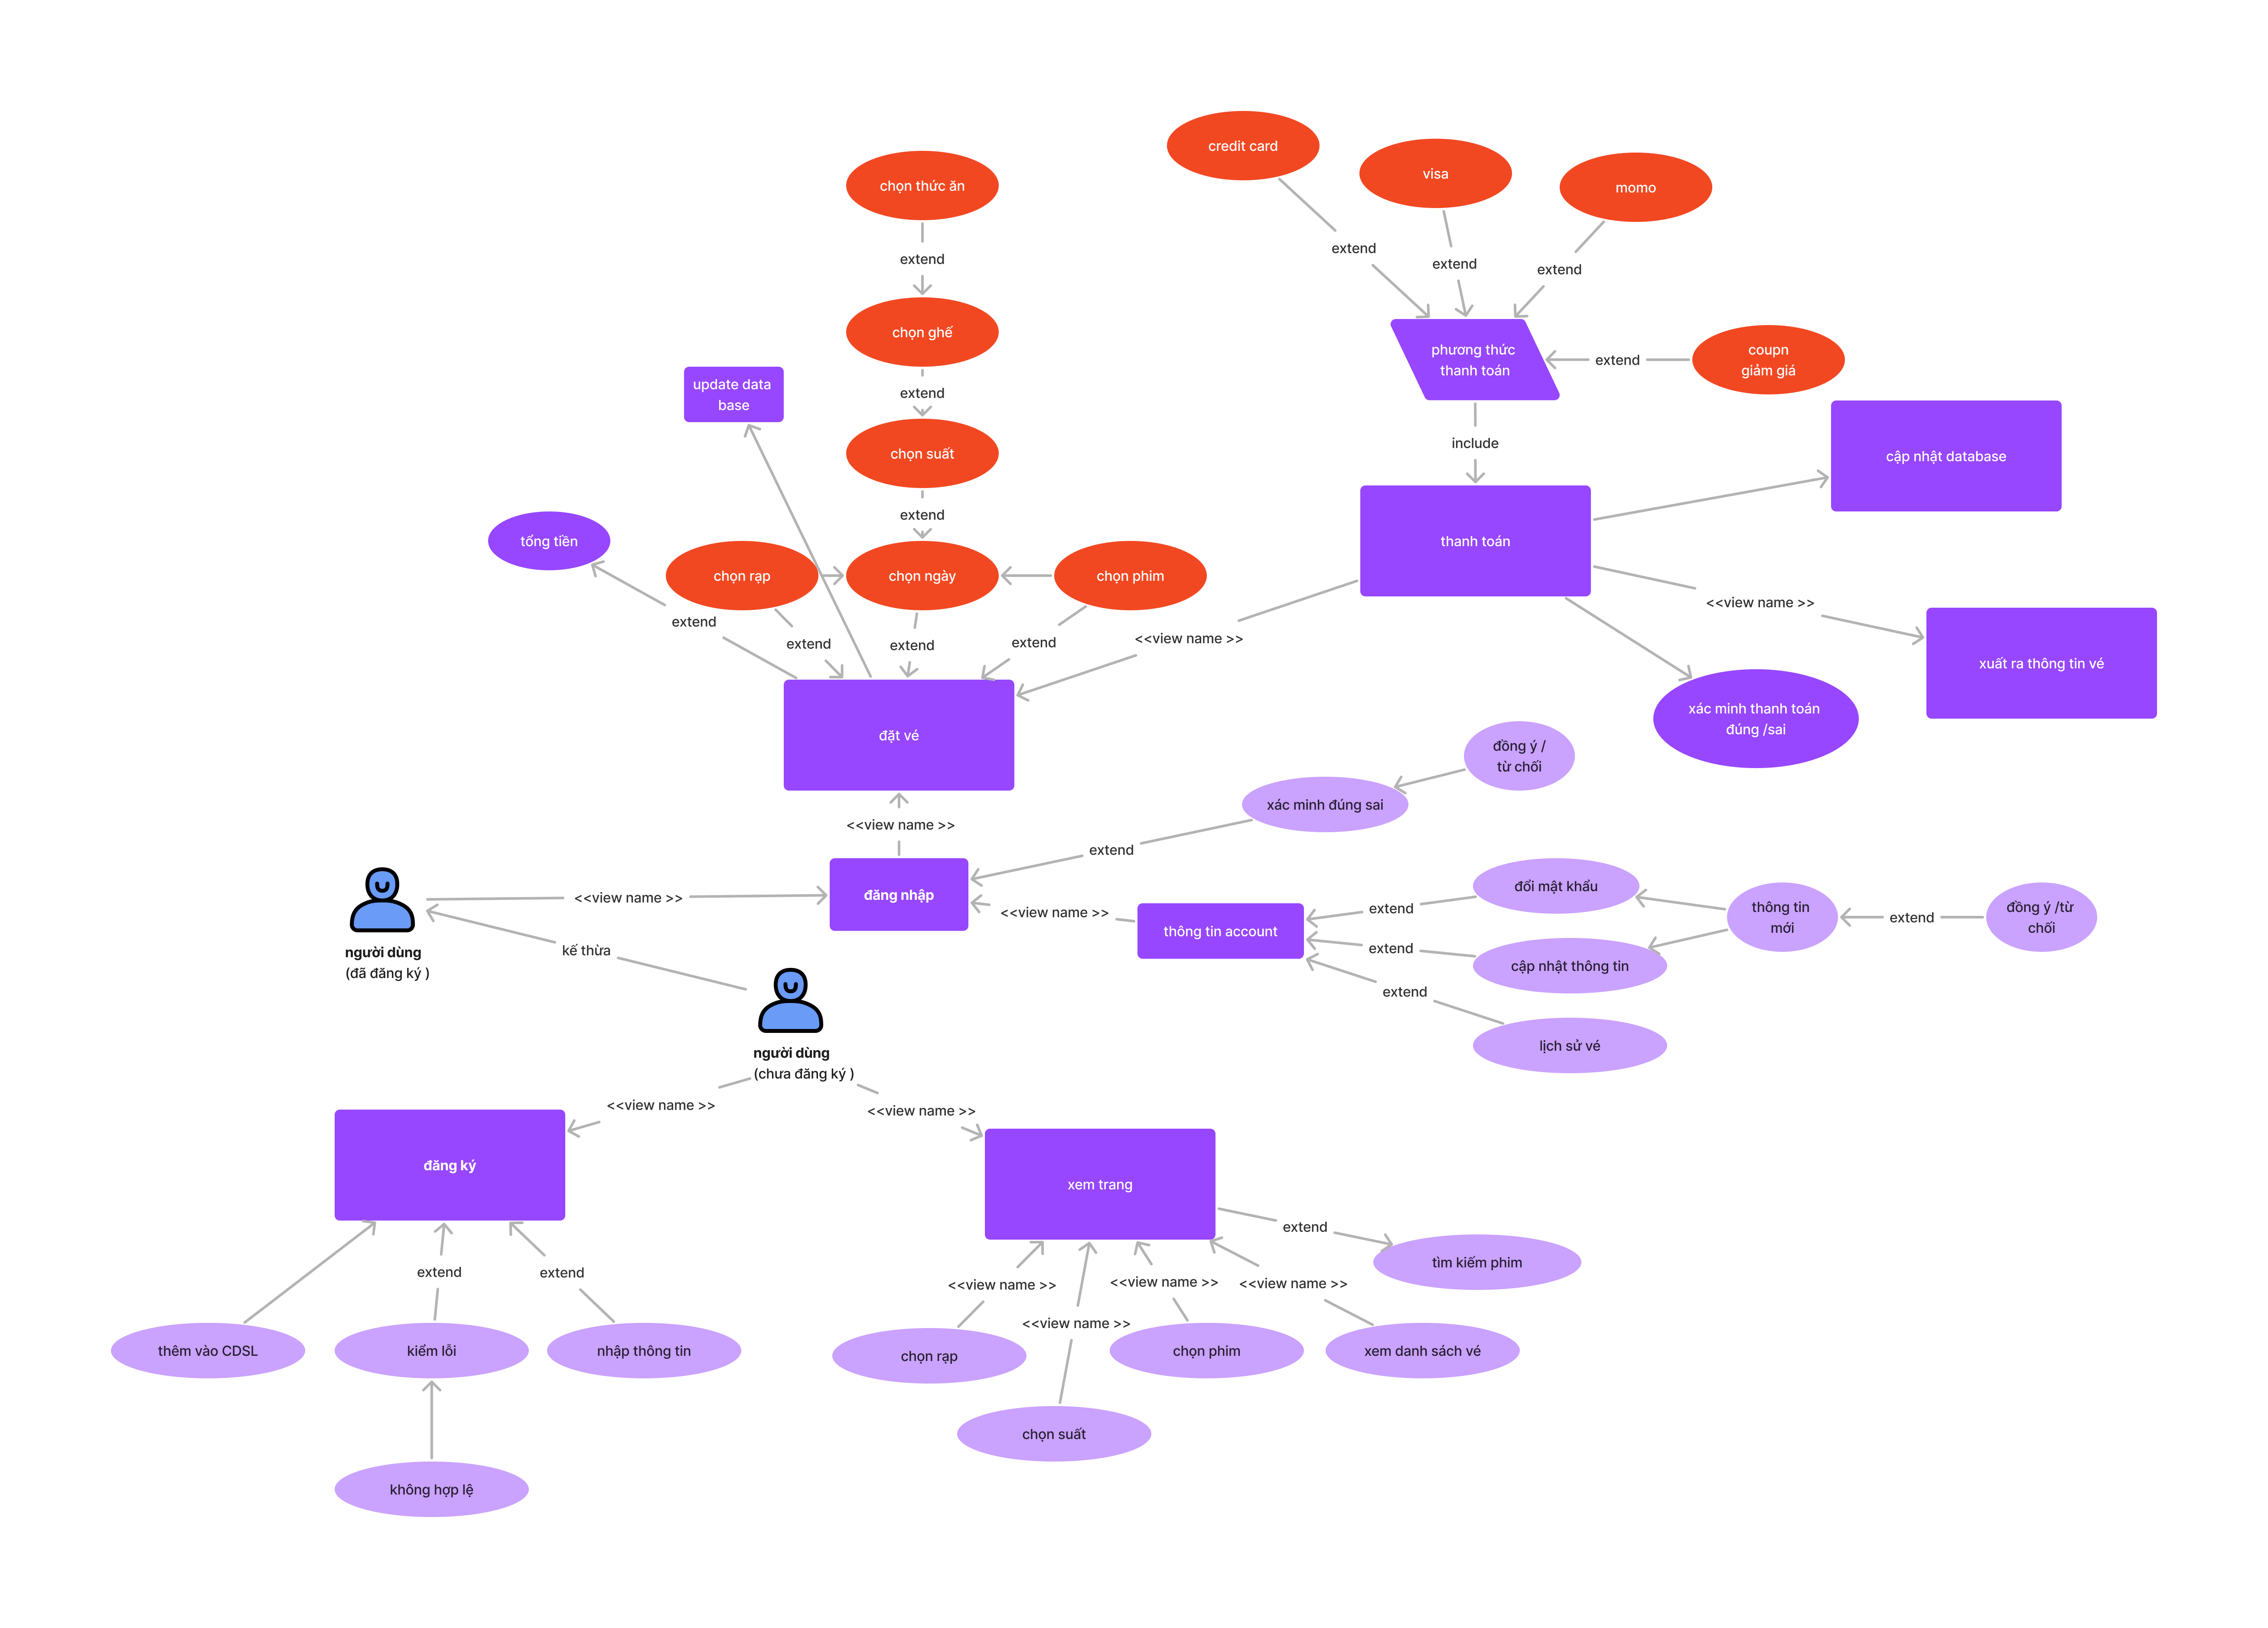 credit card
visa
momo
chọn thức ăn
extend
extend
extend
extend
chọn ghế
phương thức
thanh toán
extend
coupn
giảm giá
update data
base
extend
include
chọn suất
cập nhật database
extend
tổng tiền
chọn rạp
chọn ngày
chọn phim
thanh toán
extend
extend
extend
extend
<<view name >>
<<view name >>
xuất ra thông tin vé
đặt vé
xác minh thanh toán
đúng /sai
đồng ý /
từ chối
xác minh đúng sai
<<view name >>
extend
<<view name >>
đăng nhập
<<view name >>
thông tin account
extend
đổi mật khẩu
thông tin
mới
extend
đồng ý /từ
chối
người dùng
(đã đăng ký )
kế thừa
extend
cập nhật thông tin
extend
lịch sử vé
người dùng
(chưa đăng ký )
<<view name >>
<<view name >>
đăng ký
xem trang
extend
tìm kiếm phim
extend
extend
<<view name >>
<<view name >>
<<view name >>
<<view name >>
thêm vào CDSL
kiểm lỗi
nhập thông tin
chọn rạp
chọn phim
xem danh sách vé
chọn suất
không hợp lệ